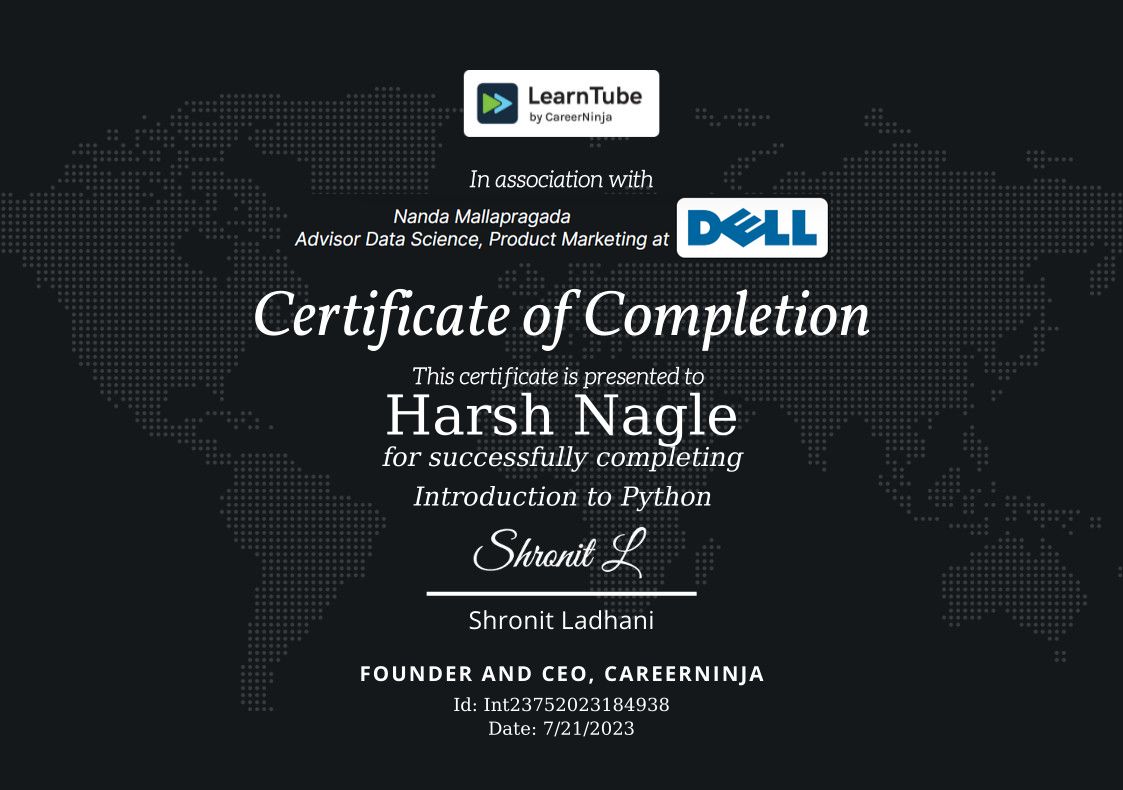 LearnTube
by CareerNinja
In association with
Nanda Mallapragada
Advisor Data Science, Product Marketing at DELL
Certificate of Completion
This certificate is presented to
Harsh Nagle
for successfully completing
Introduction to Python
Shronit L
Shronit Ladhani
FOUNDER AND CEO, CAREERNINJA
Id: Int23752023184938
Date: 7/21/2023